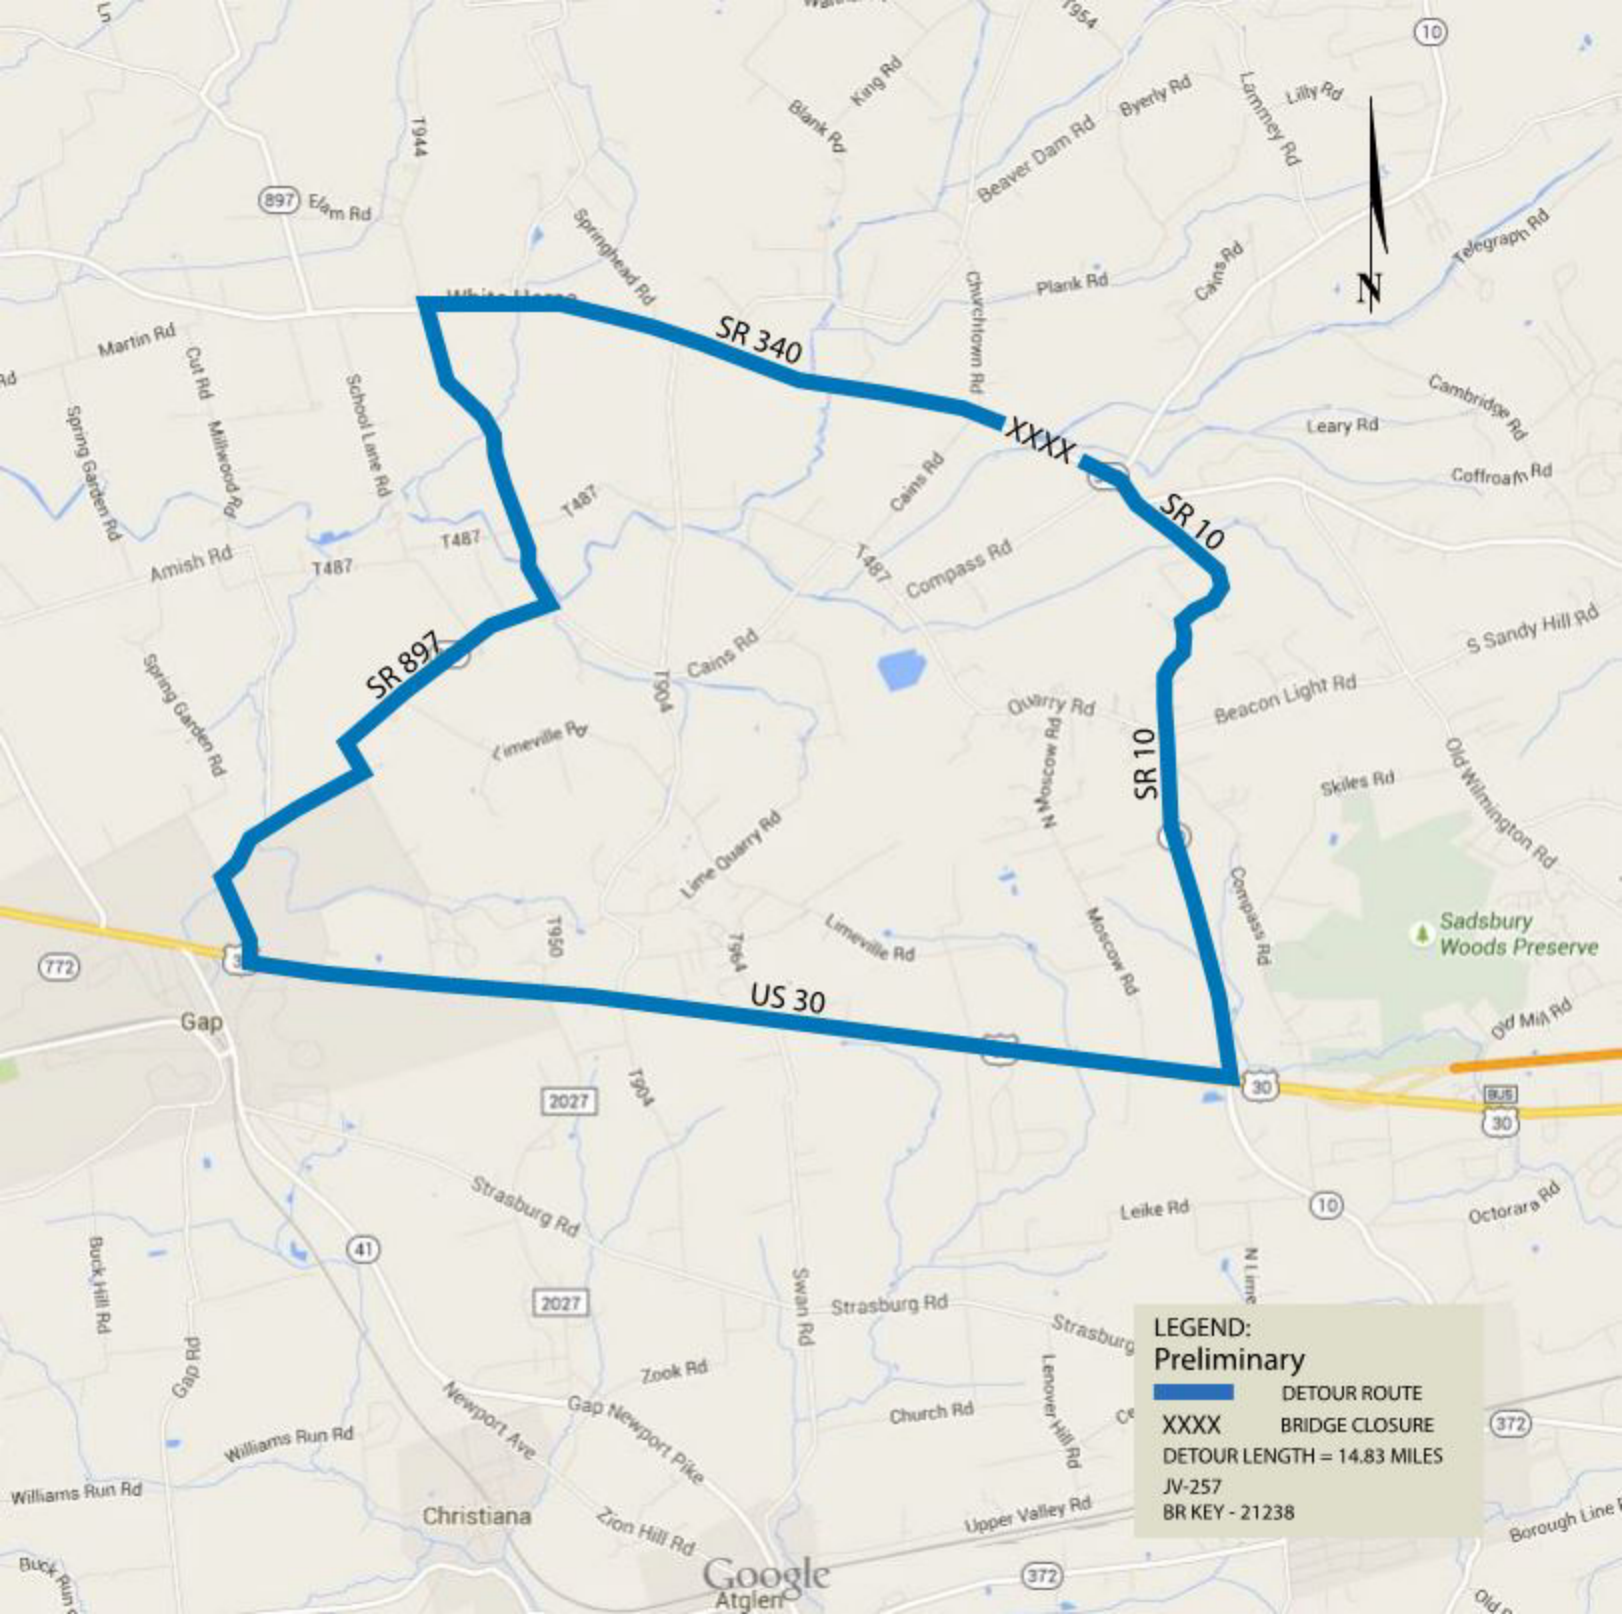 Ln
T954
10
King Rd
Blank Rd
Byerly Rd
Lammey Rd
Lilly Rd
T944
Beaver Dam Rd
897
Elam Rd
Springhead Rd
Telegraph Rd
Cains Rd
Plank Rd
Churchtown Rd
N
White Horse
SR 340
Martin Rd
Cut Rd
Rd
School Lane Rd
Spring Garden Rd
Millwood Rd
XXXX
Cambridge Rd
Leary Rd
Coffroath Rd
Cains Rd
SR 10
T487
T487
T487
T487
Amish Rd
Compass Rd
S Sandy Hill Rd
SR 897
Cains Rd
T904
Spring Garden Rd
Quarry Rd
Beacon Light Rd
Limeville Rd
N Moscow Rd
SR 10
Old Wilmington Rd
Skiles Rd
Lime Quarry Rd
Compass Rd
Moscow Rd
Limeville Rd
T950
T964
Sadsbury
Woods Preserve
772
US 30
Gap
Old Mill Rd
30
BUS
30
T904
2027
Strasburg Rd
Leike Rd
10
Octorara Rd
41
Buck Hill Rd
N Lime
2027
Swan Rd
Strasburg Rd
Strasburg
Gap Rd
Zook Rd
Lenover Hill Rd
Newport Ave
Gap Newport Pike
Church Rd
Ce
372
LEGEND:
Preliminary
DETOUR ROUTE
XXXX BRIDGE CLOSURE
DETOUR LENGTH = 14.83 MILES
JV-257
BR KEY - 21238
Williams Run Rd
Williams Run Rd
Christiana
Zion Hill Rd
Upper Valley Rd
Borough Line R
Buck Run
Google
Atglen
372
Old